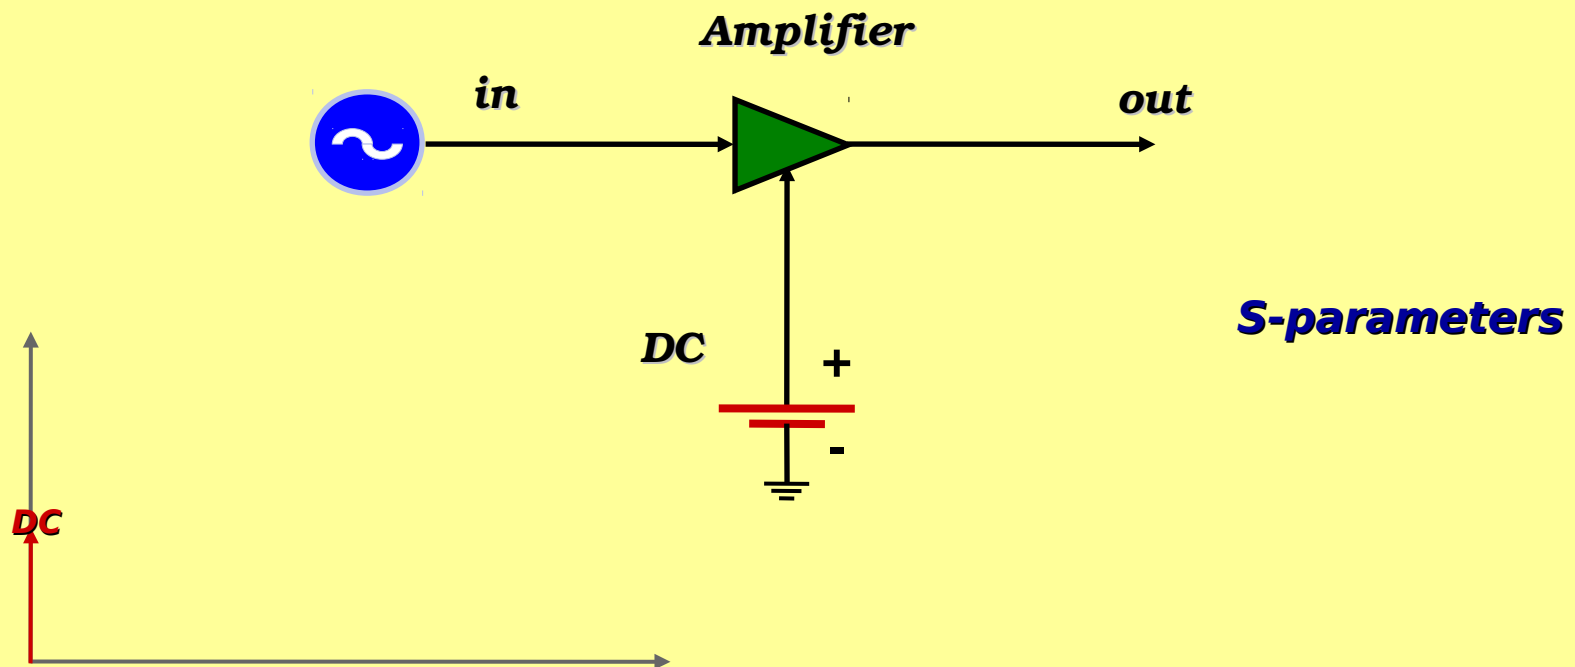 Amplifier
in
out
S-parameters
DC
+
-
DC